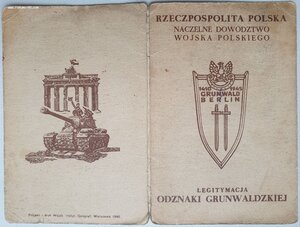 RZECZPOSPOLITA POLSKA
NACZELNE DOWÓDZTWO
WOJSKA POLSKIEGO
1410 1945
GRUNWALD
BERLIN
LEGITYMACJA
ODZNAKI GRUNWALDZKIEJ